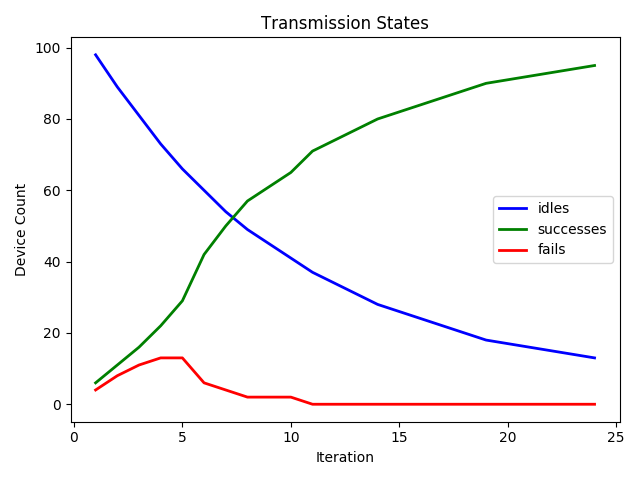 Transmission States
100
80
60
40
20
0
Device Count
idles
successes
fails
0 5 10 15 20 25
Iteration